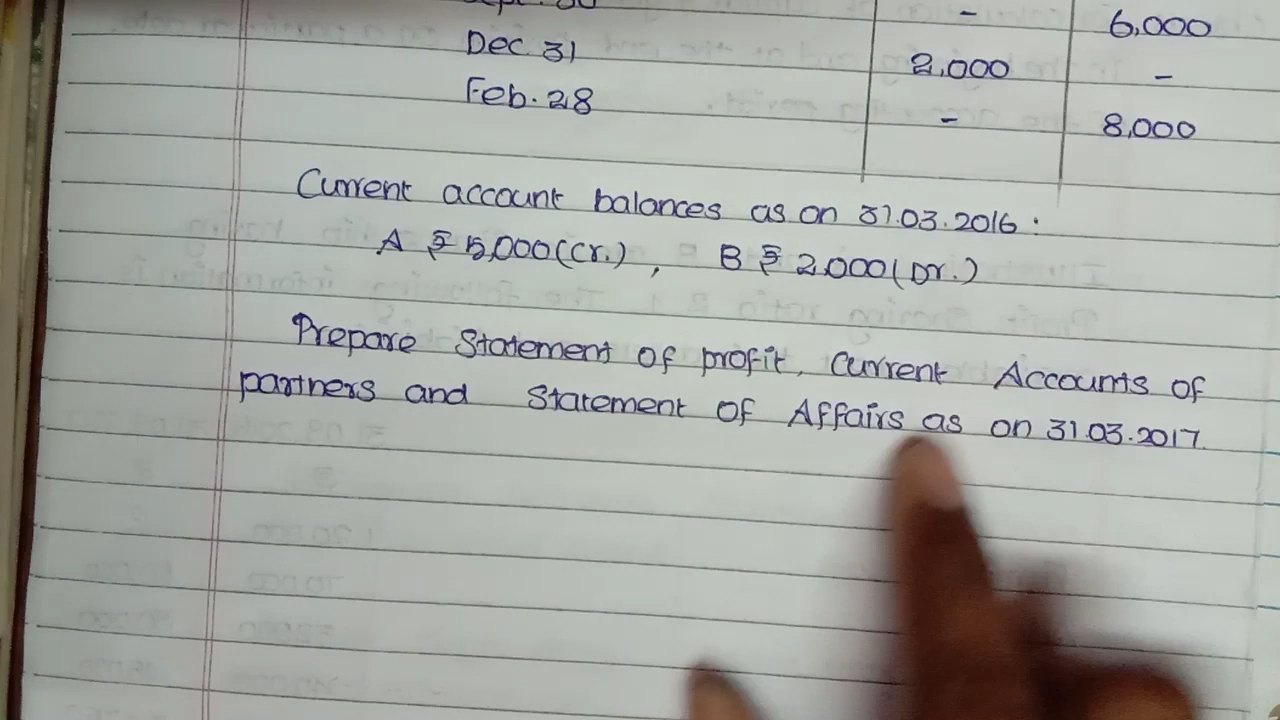 - 6,000
Dec. 31 2,000 -
Feb. 28 - 8,000
Current account balances as on 31.03.2016 :
A ₹ 5,000 (Cr.) , B ₹ 2,000 (Dr.)
Prepare Statement of profit, Current Accounts of
partners and Statement of Affairs as on 31.03.2017.